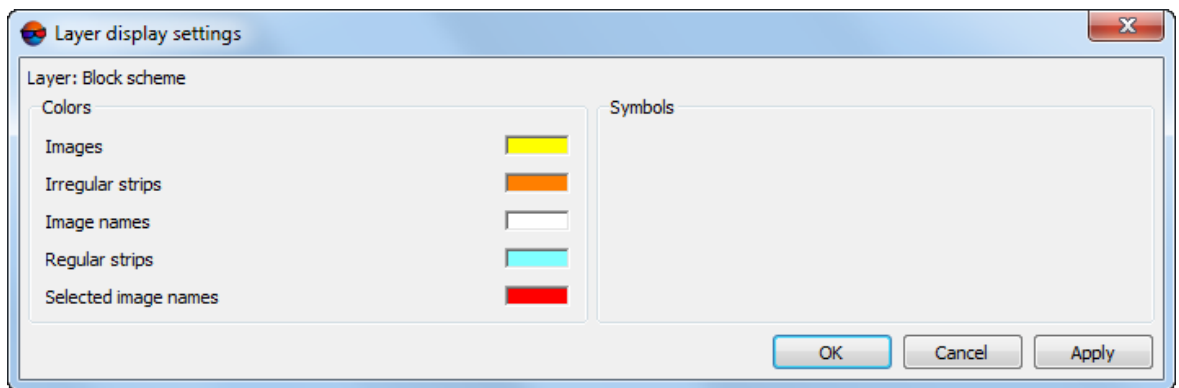 Layer display settings
Layer: Block scheme
Colors
Images
Irregular strips
Image names
Regular strips
Selected image names
Symbols
OK Cancel Apply